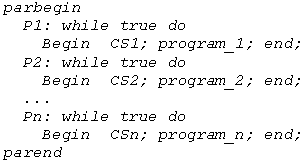 parbegin
P1: while true do
Begin CS1; program_1; end;
P2: while true do
Begin CS2; program_2; end;
...
Pn: while true do
Begin CSn; program_n; end;
parend